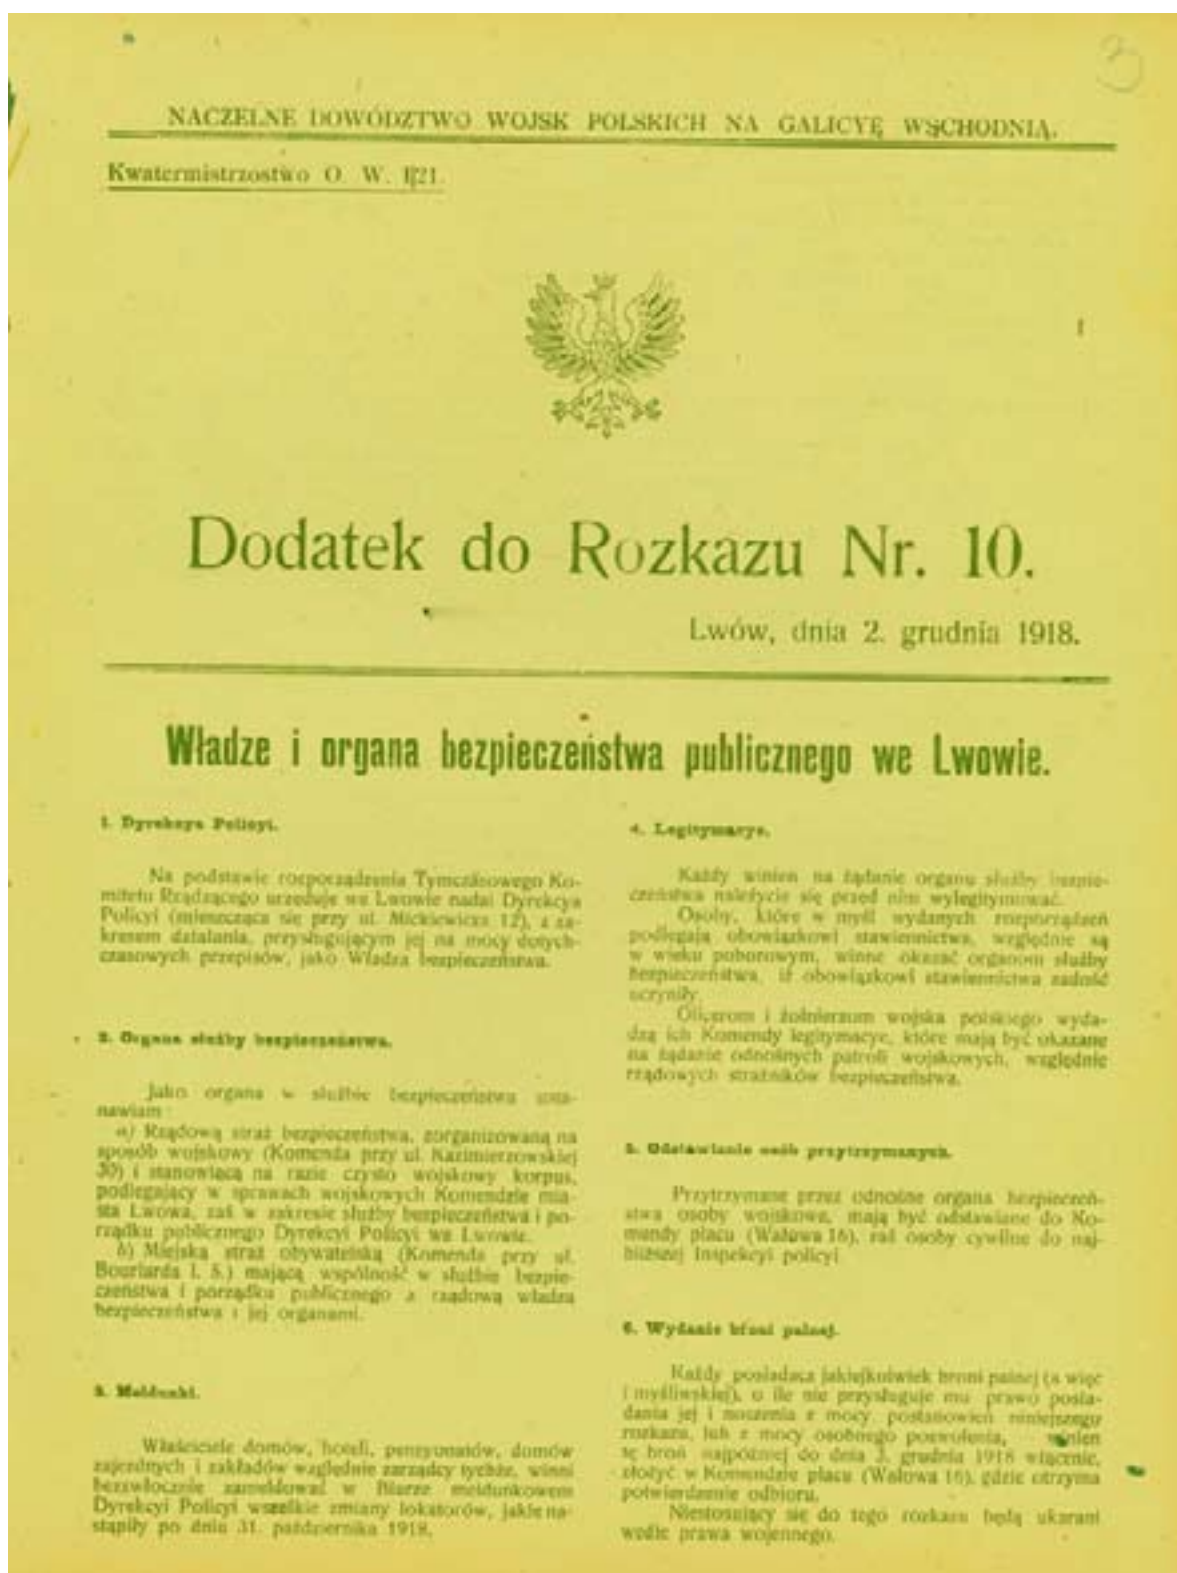 3
NACZELNE DOWÓDZTWO WOJSK POLSKICH NA GALICYĘ WSCHODNIĄ.
Kwatermistrzostwo O. W. 1/21.
Dodatek do Rozkazu Nr. 10.
Lwów, dnia 2. grudnia 1918.
Władze i organa bezpieczeństwa publicznego we Lwowie.
1. Dyrekcya Policyi.
Na podstawie rozporządzenia Tymczasowego Ko-
mitetu Rządzącego urzęduje we Lwowie nadal Dyrekcya
Policyi (mieszcząca się przy ul. Mickiewicza 12), z za-
kresem działania, przysługującym jej na mocy dotych-
czasowych przepisów, jako Władza bezpieczeństwa.
2. Organa służby bezpieczeństwa.
Jako organa w służbie bezpieczeństwa usta-
nawiam:
a) Rządową straż bezpieczeństwa, zorganizowaną na
sposób wojskowy (Komenda przy ul. Kazimierzowskiej
30) i stanowiącą na razie czysto wojskowy korpus,
podlegający w sprawach wojskowych Komendzie mia-
sta Lwowa, zaś w zakresie służby bezpieczeństwa i po-
rządku publicznego Dyrekcyi Policyi we Lwowie.
b) Miejską straż obywatelską (Komenda przy ul.
Bourlarda l. 5.) mającą wspólność w służbie bezpie-
czeństwa i porządku publicznego z rządową władzą
bezpieczeństwa i jej organami.
3. Meldunki.
Właściciele domów, hoteli, penzyonatów, domów
zajezdnych i zakładów względnie zarządcy tychże, winni
bezzwłocznie zameldować w Biurze meldunkowem
Dyrekcyi Policyi wszelkie zmiany lokatorów, jakie na-
stąpiły po dniu 31. października 1918.
4. Legitymacye.
Każdy winien na żądanie organu służby bezpie-
czeństwa należycie się przed nim wylegitymować.
Osoby, które w myśl wydanych rozporządzeń
podlegają obowiązkowi stawiennictwa, względnie są
w wieku poborowym, winne okazać organom służby
bezpieczeństwa, iż obowiązkowi stawiennictwa zadość
uczyniły.
Oficerom i żołnierzom wojska polskiego wyda-
dzą ich Komendy legitymacye, które mają być okazane
na żądanie odnośnych patroli wojskowych, względnie
rządowych strażników bezpieczeństwa.
5. Odstawianie osób przytrzymanych.
Przytrzymane przez odnośne organa bezpieczeń-
stwa osoby wojskowe, mają być odstawiane do Ko-
mendy placu (Wałowa 16), zaś osoby cywilne do naj-
bliższej Inspekcyi policyi.
6. Wydanie broni palnej.
Każdy posiadacz jakiejkolwiek broni palnej (a więc
i myśliwskiej), o ile nie przysługuje mu prawo posia-
dania jej i noszenia z mocy postanowień niniejszego
rozkazu, lub z mocy osobnego pozwolenia, winien
tę broń najpóźniej do dnia 3. grudnia 1918 włącznie,
złożyć w Komendzie placu (Wałowa 16), gdzie otrzyma
potwierdzenie odbioru.
Niestosujący się do tego rozkazu będą ukarani
wedle prawa wojennego.